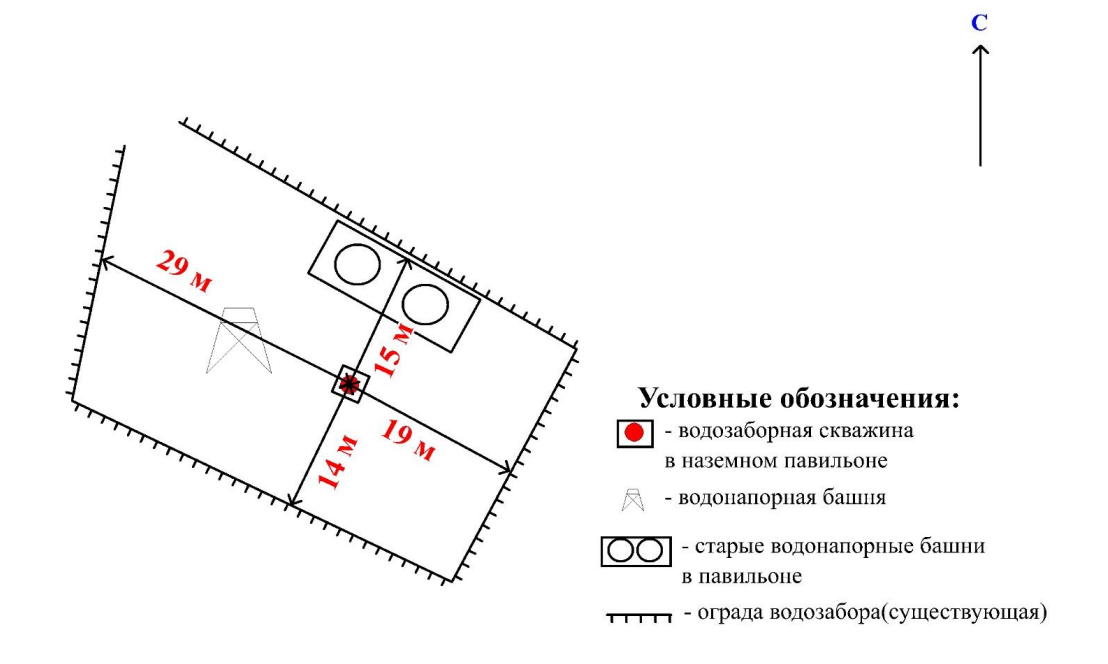 С
29 м
15 м
19 м
14 м
Условные обозначения:
- водозаборная скважина
в наземном павильоне
- водонапорная башня
- старые водонапорные башни
в павильоне
- ограда водозабора(существующая)